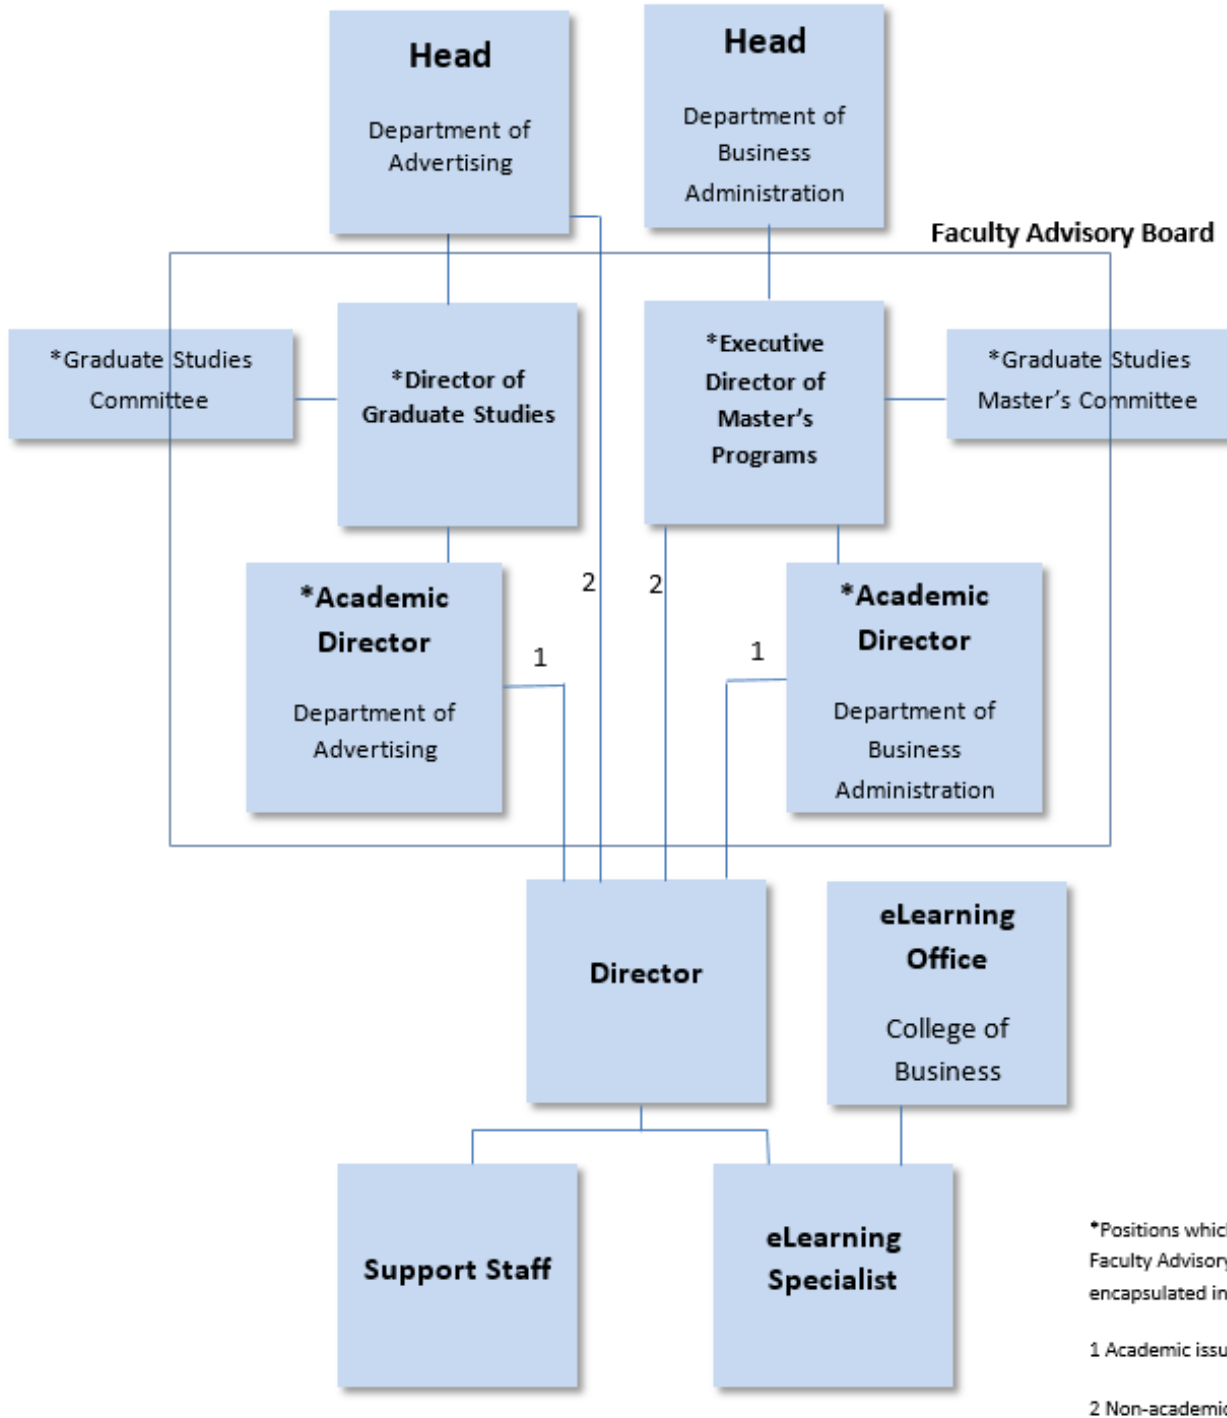 Head
Department of
Advertising
Head
Department of
Business
Administration
Faculty Advisory Board
*Graduate Studies
Committee
*Director of
Graduate Studies
*Executive
Director of
Master's
Programs
*Graduate Studies
Master's Committee
*Academic
Director
Department of
Advertising
1
2
2
1
*Academic
Director
Department of
Business
Administration
Director
eLearning
Office
College of
Business
Support Staff
eLearning
Specialist
*Positions
Faculty Advisory
encapsulated in
1 Academic
2 Non-academic